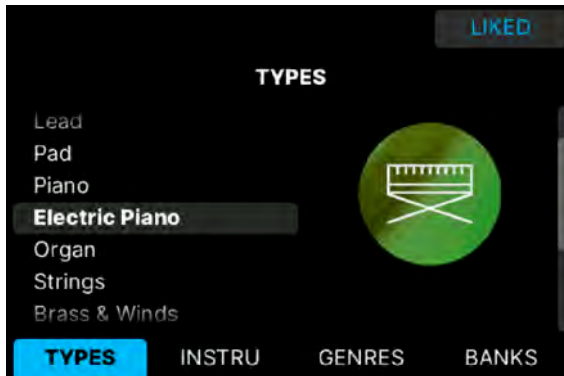 LIKED
TYPES
Lead
Pad
Piano
Electric Piano
Organ
Strings
Brass & Winds
TYPES INSTRU GENRES BANKS